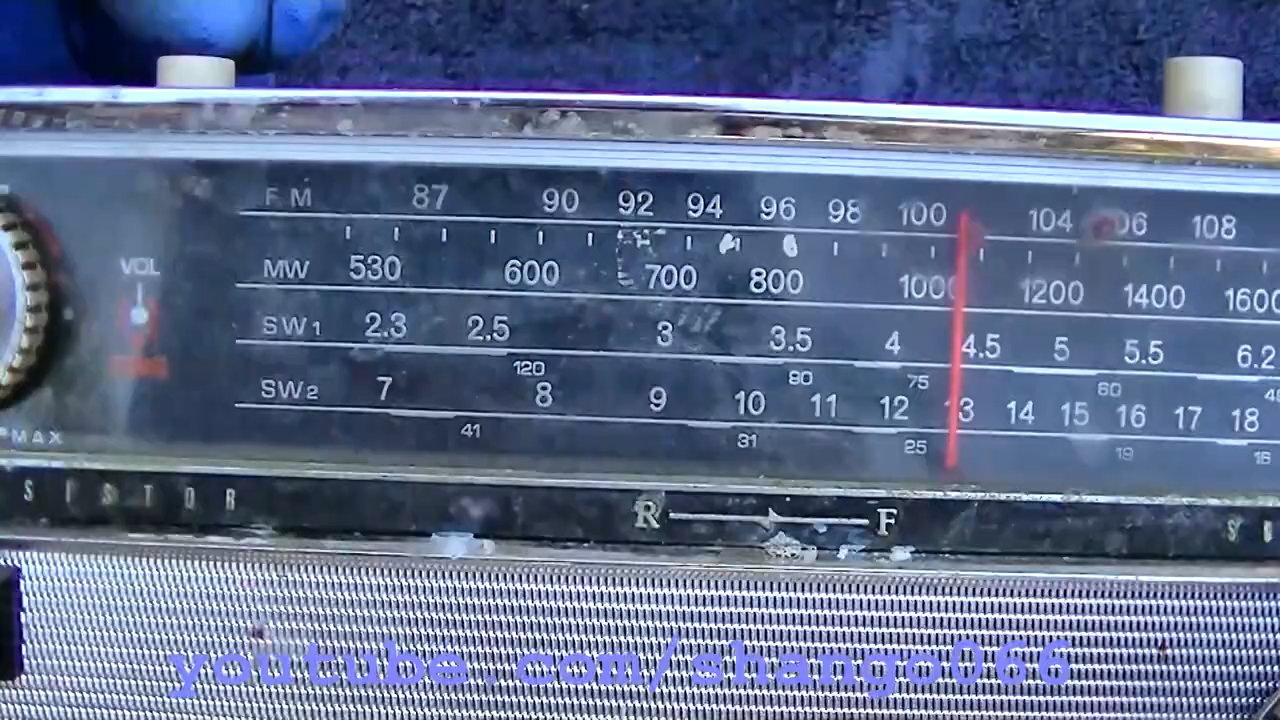 FM 87 90 92 94 96 98 100 104 106 108
VOL
MW 530 600 700 800 1000 1200 1400 1600
SW1 2.3 2.5 3 3.5 4 4.5 5 5.5 6.2
120 90 75 60
SW2 7 8 9 10 11 12 13 14 15 16 17 18
MAX
41 31 25 19 16
SISTOR
R F
youtube.com/shango066